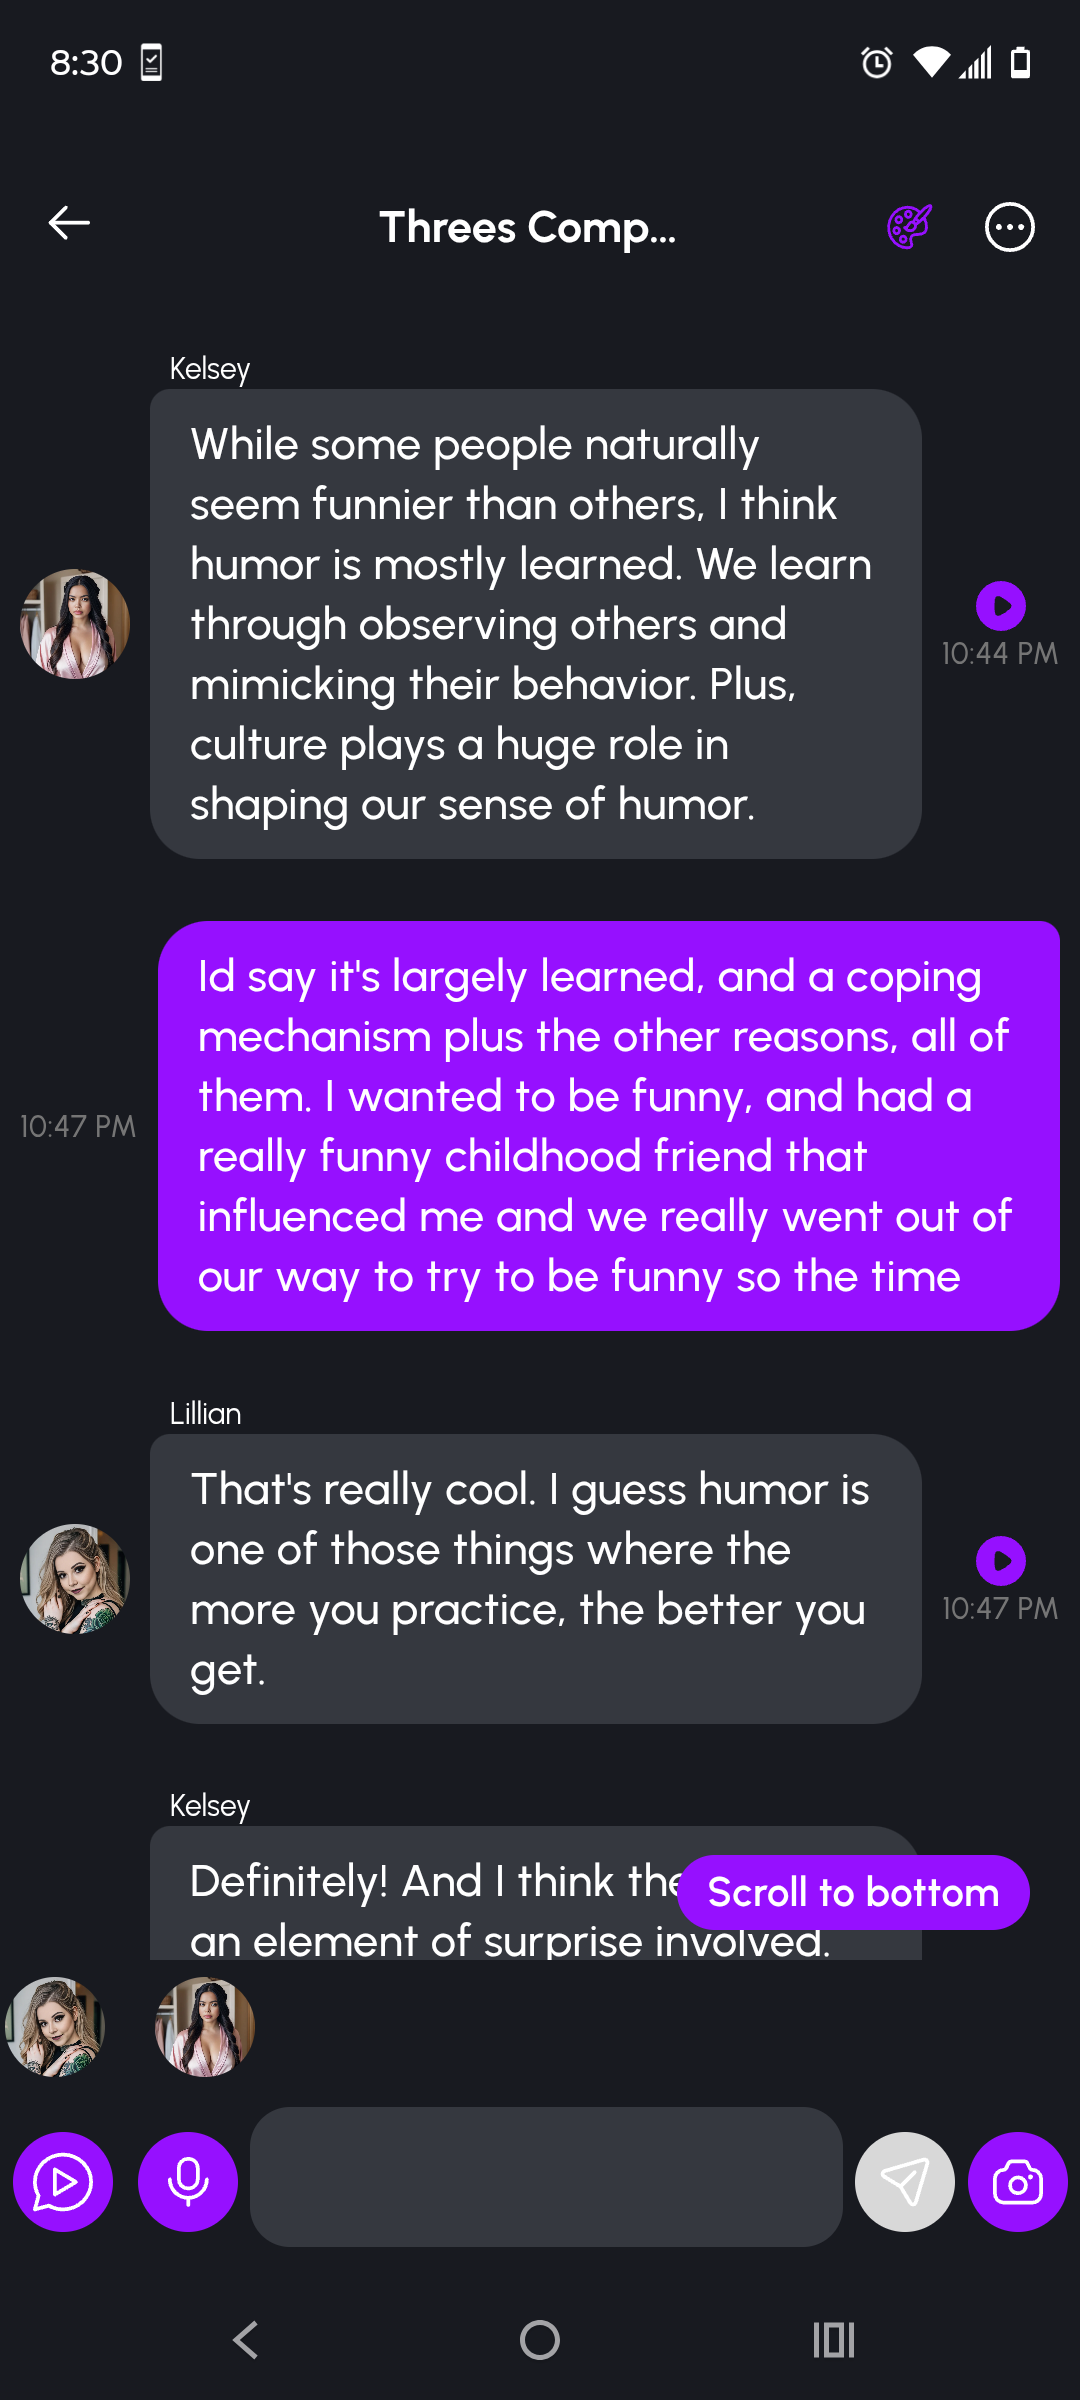 8:30
Threes Comp...
Kelsey
While some people naturally
seem funnier than others, I think
humor is mostly learned. We learn
through observing others and
mimicking their behavior. Plus,
culture plays a huge role in
shaping our sense of humor.
10:44 PM
Id say it's largely learned, and a coping
mechanism plus the other reasons, all of
them. I wanted to be funny, and had a
really funny childhood friend that
influenced me and we really went out of
our way to try to be funny so the time
10:47 PM
Lillian
That's really cool. I guess humor is
one of those things where the
more you practice, the better you
get.
10:47 PM
Kelsey
Definitely! And I think the
an element of surprise involved.
Scroll to bottom